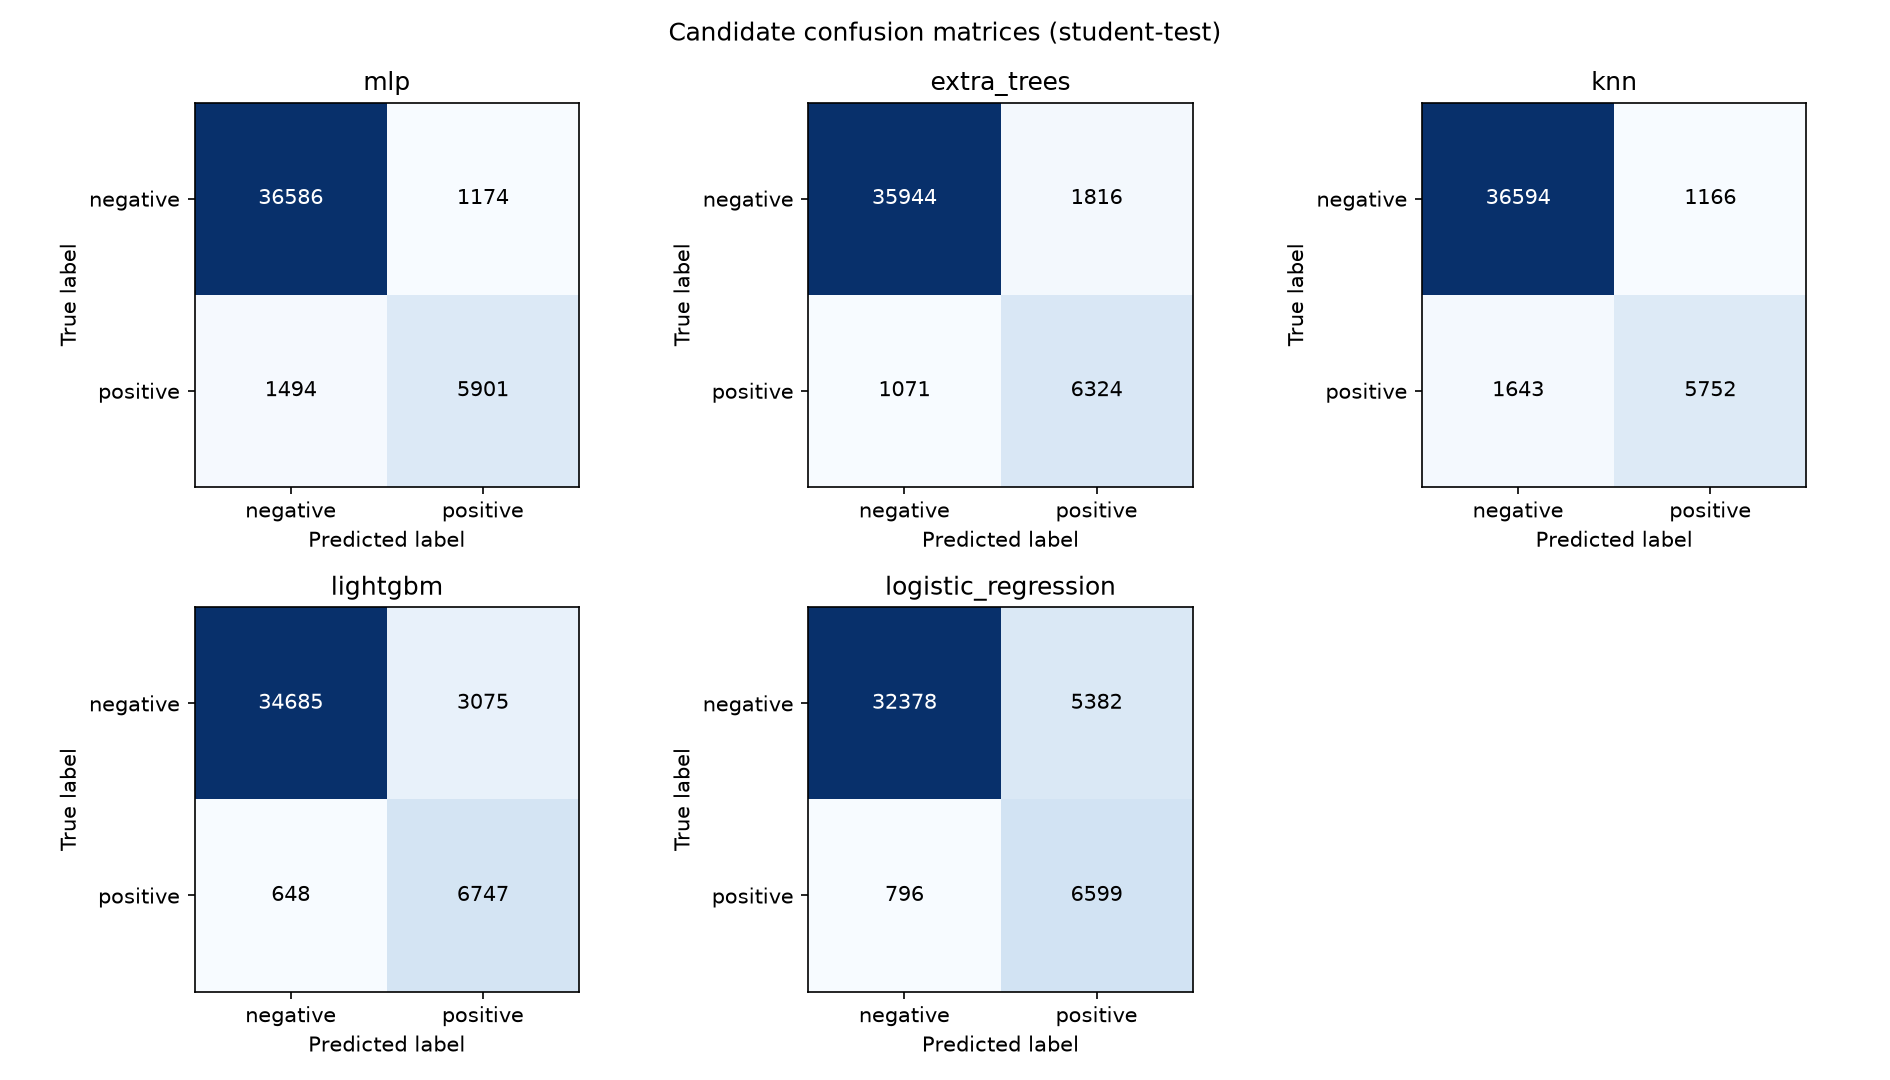 Candidate confusion matrices (student-test)
mlp
True label
negative
36586 1174
positive
1494 5901
negative positive
Predicted label
extra_trees
True label
negative
35944 1816
positive
1071 6324
negative positive
Predicted label
knn
True label
negative
36594 1166
positive
1643 5752
negative positive
Predicted label
lightgbm
True label
negative
34685 3075
positive
648 6747
negative positive
Predicted label
logistic_regression
True label
negative
32378 5382
positive
796 6599
negative positive
Predicted label